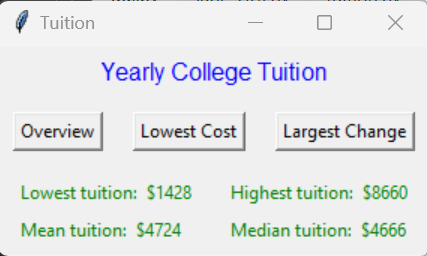 Tuition
Yearly College Tuition
Overview Lowest Cost Largest Change
Lowest tuition: $1428 Highest tuition: $8660
Mean tuition: $4724 Median tuition: $4666